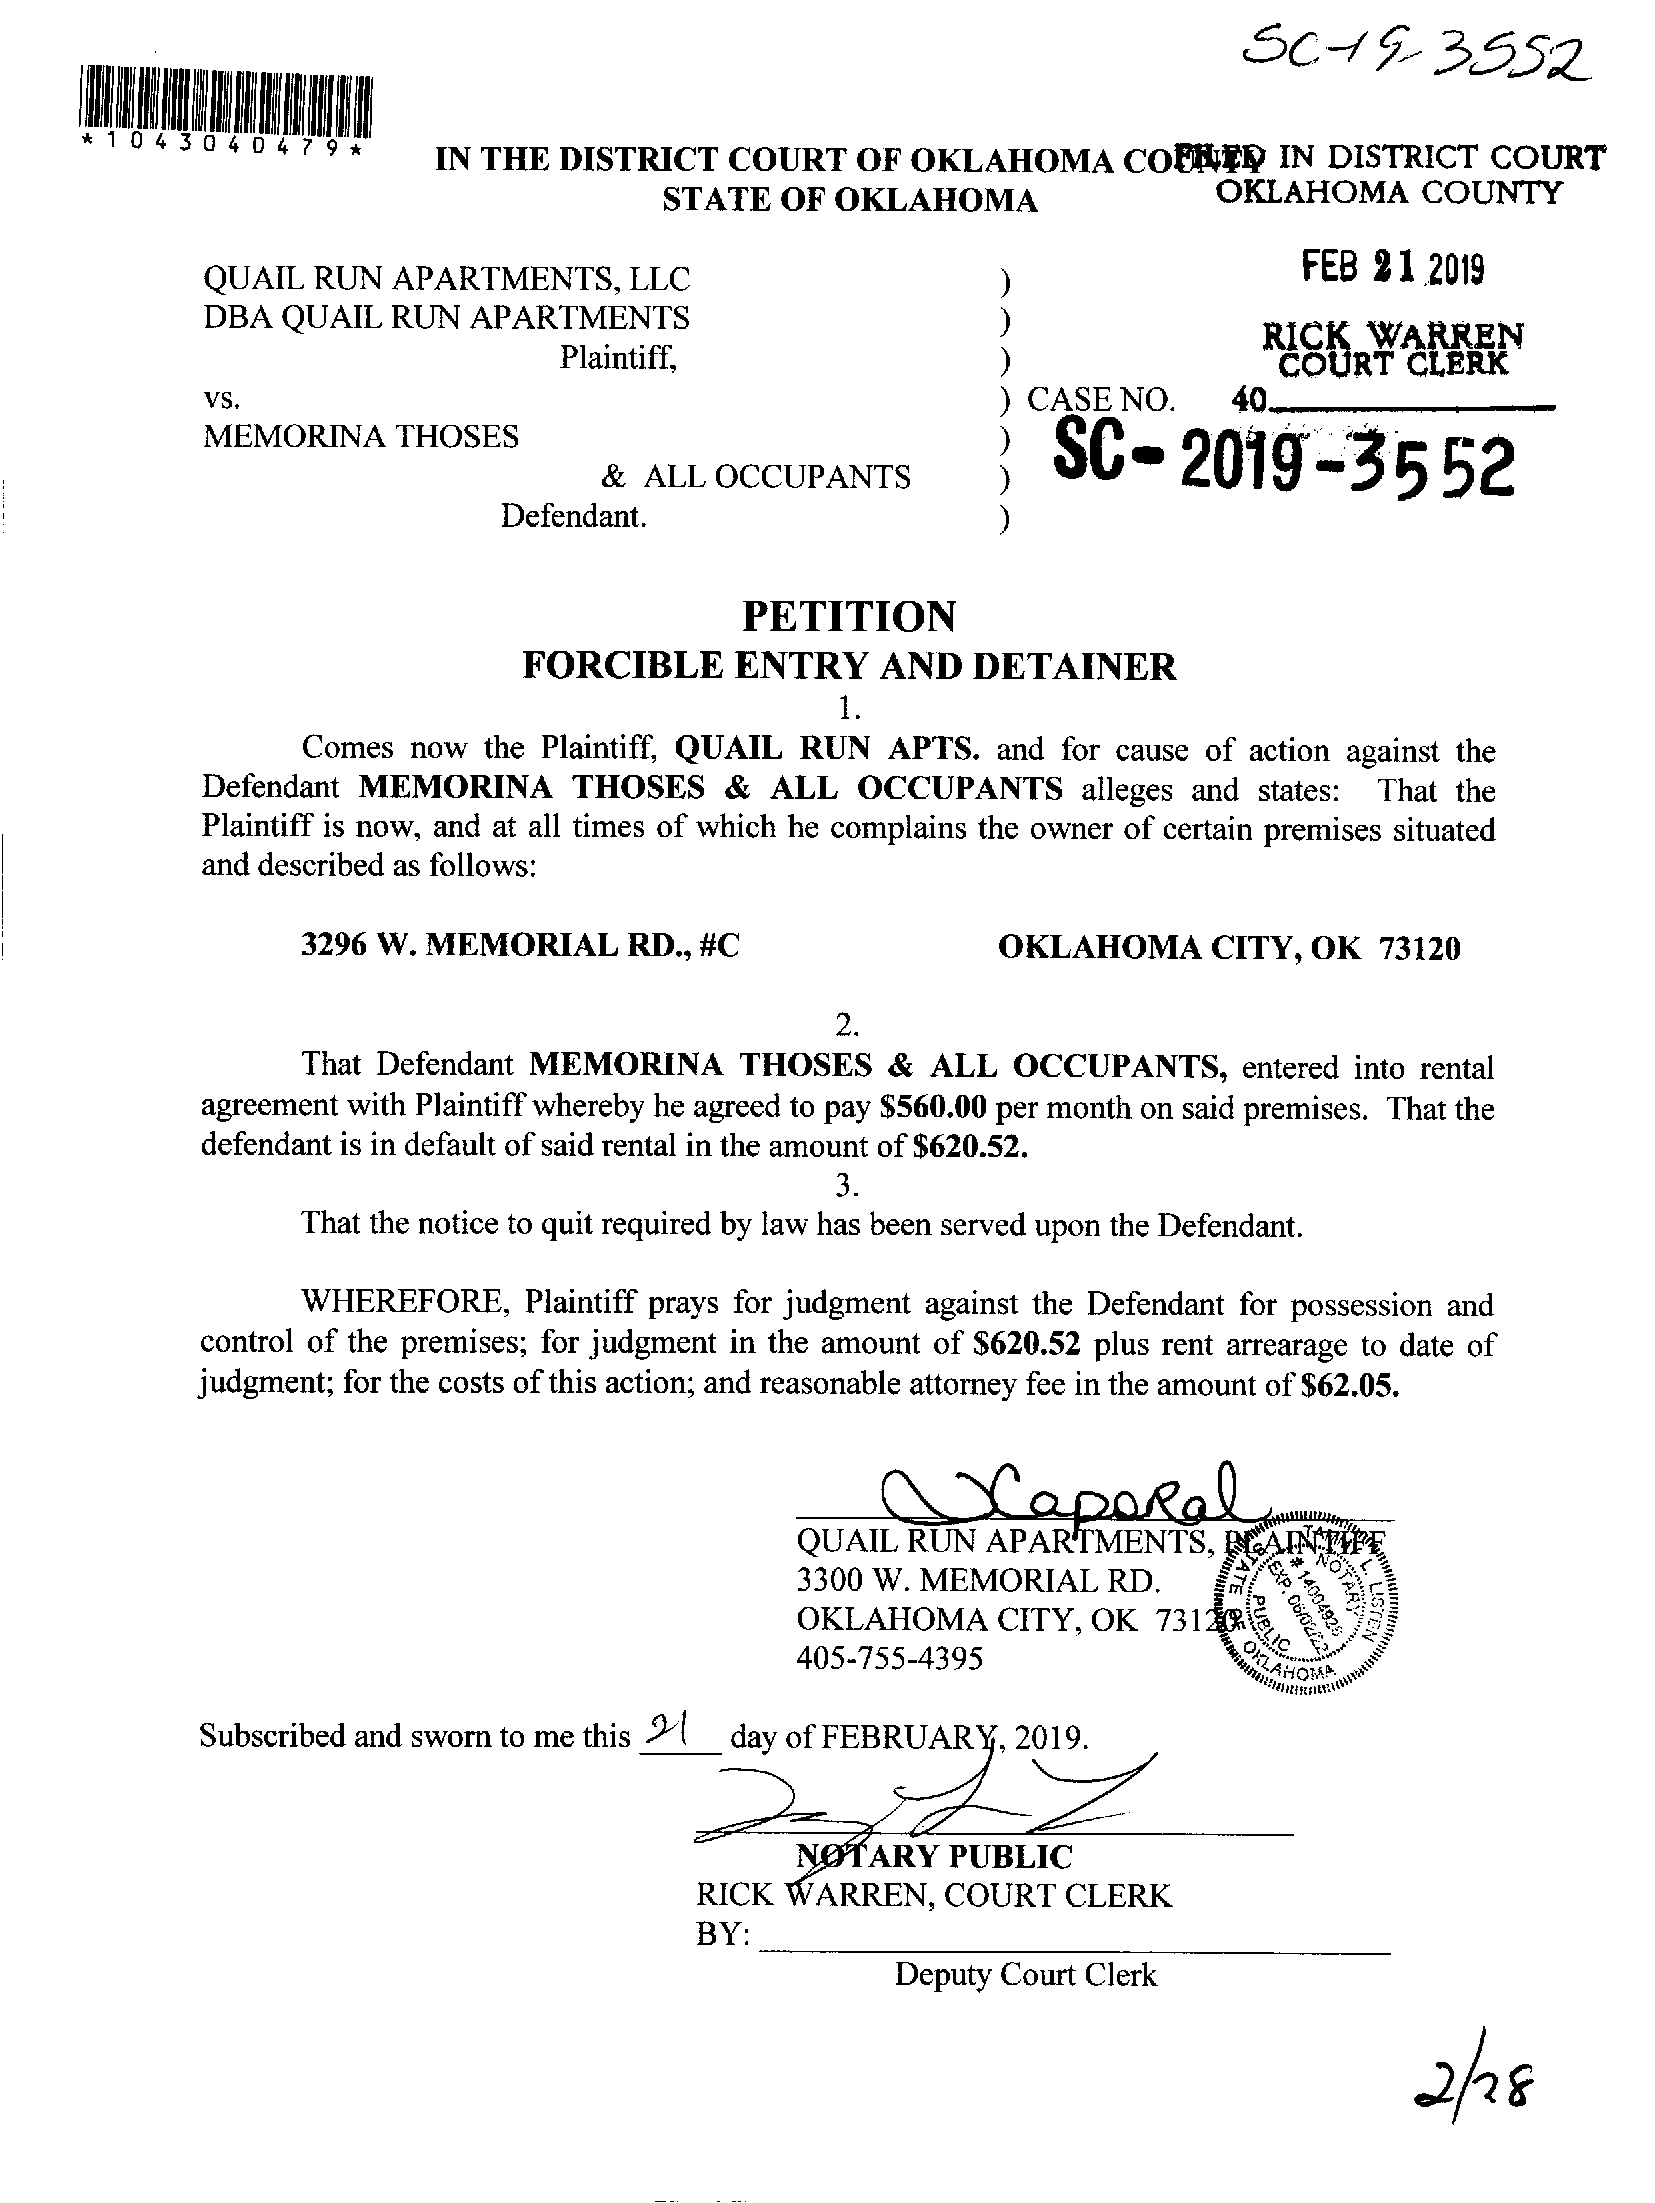 SC-19-3552
*1043040479*
IN THE DISTRICT COURT OF OKLAHOMA COUNTY
STATE OF OKLAHOMA
FILED IN DISTRICT COURT
OKLAHOMA COUNTY
FEB 21 2019
RICK WARREN
COURT CLERK
40
QUAIL RUN APARTMENTS, LLC )
DBA QUAIL RUN APARTMENTS )
Plaintiff, )
vs. ) CASE NO.
MEMORINA THOSES ) SC-2019-3552
& ALL OCCUPANTS )
Defendant. )
PETITION
FORCIBLE ENTRY AND DETAINER
1.
Comes now the Plaintiff, QUAIL RUN APTS. and for cause of action against the
Defendant MEMORINA THOSES & ALL OCCUPANTS alleges and states: That the
Plaintiff is now, and at all times of which he complains the owner of certain premises situated
and described as follows:
3296 W. MEMORIAL RD., #C OKLAHOMA CITY, OK 73120
2.
That Defendant MEMORINA THOSES & ALL OCCUPANTS, entered into rental
agreement with Plaintiff whereby he agreed to pay $560.00 per month on said premises. That the
defendant is in default of said rental in the amount of $620.52.
3.
That the notice to quit required by law has been served upon the Defendant.
WHEREFORE, Plaintiff prays for judgment against the Defendant for possession and
control of the premises; for judgment in the amount of $620.52 plus rent arrearage to date of
judgment; for the costs of this action; and reasonable attorney fee in the amount of $62.05.
Caporal
QUAIL RUN APARTMENTS, PLAINTIFF
3300 W. MEMORIAL RD.
OKLAHOMA CITY, OK 73120
405-755-4395
L. LISTEN
NOTARY
# 14004926
PUBLIC
STATE OF OKLAHOMA
Subscribed and sworn to me this 21 day of FEBRUARY, 2019.
NOTARY PUBLIC
RICK WARREN, COURT CLERK
BY:
Deputy Court Clerk
2/28